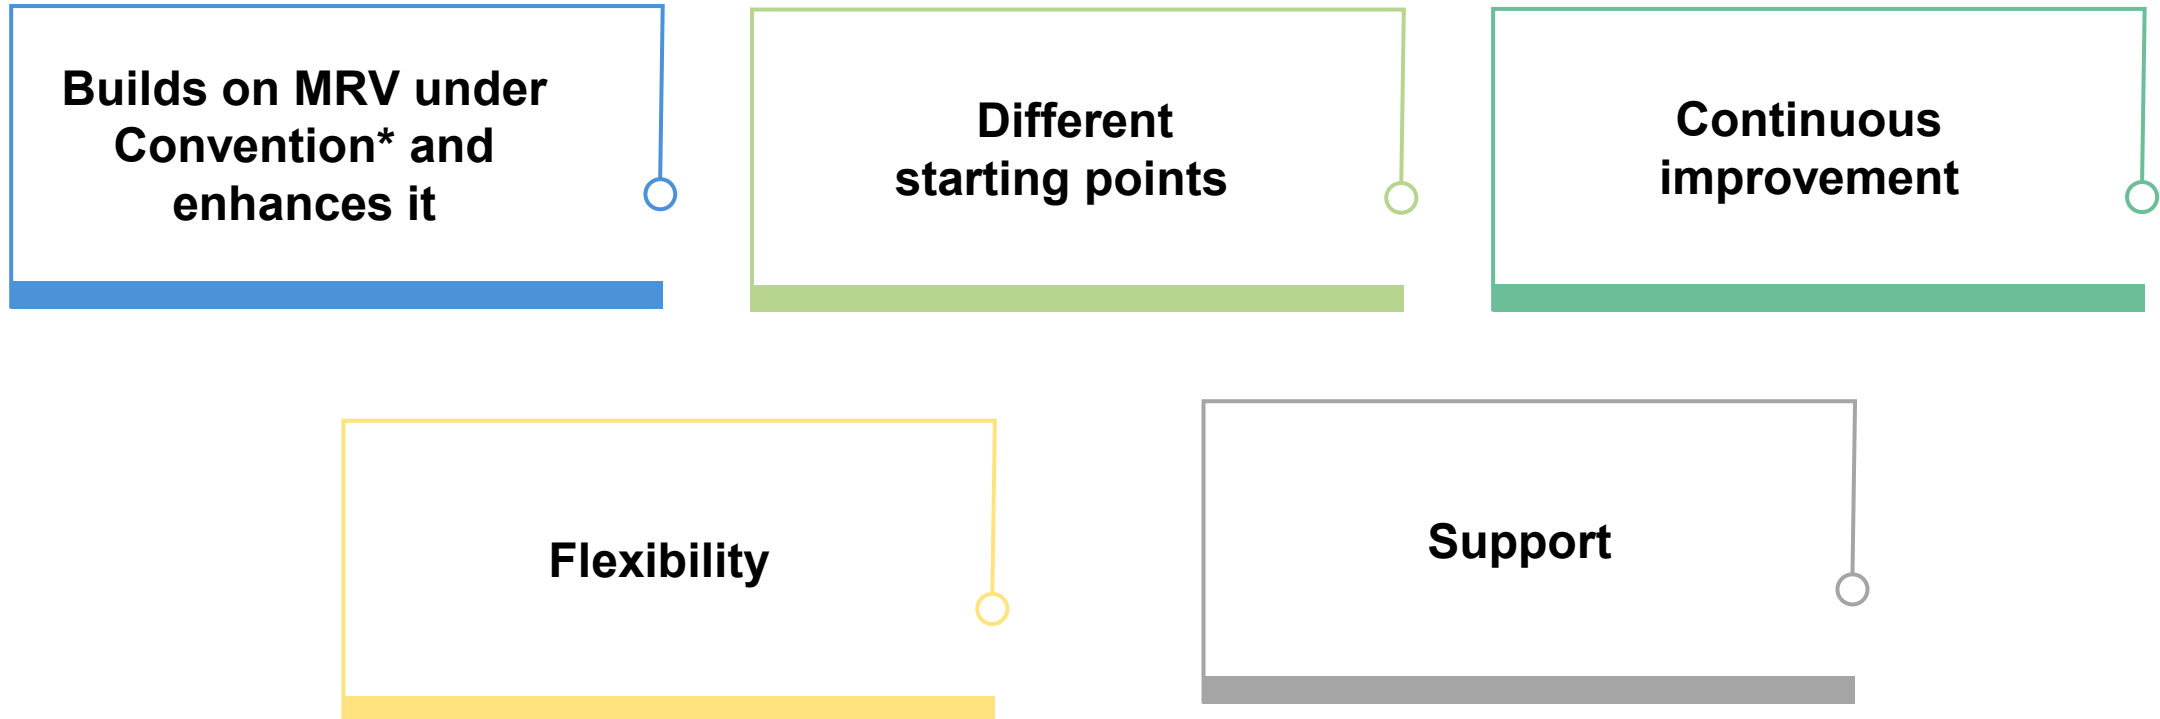 Builds on MRV under
Convention* and
enhances it
Different
starting points
Continuous
improvement
Flexibility
Support